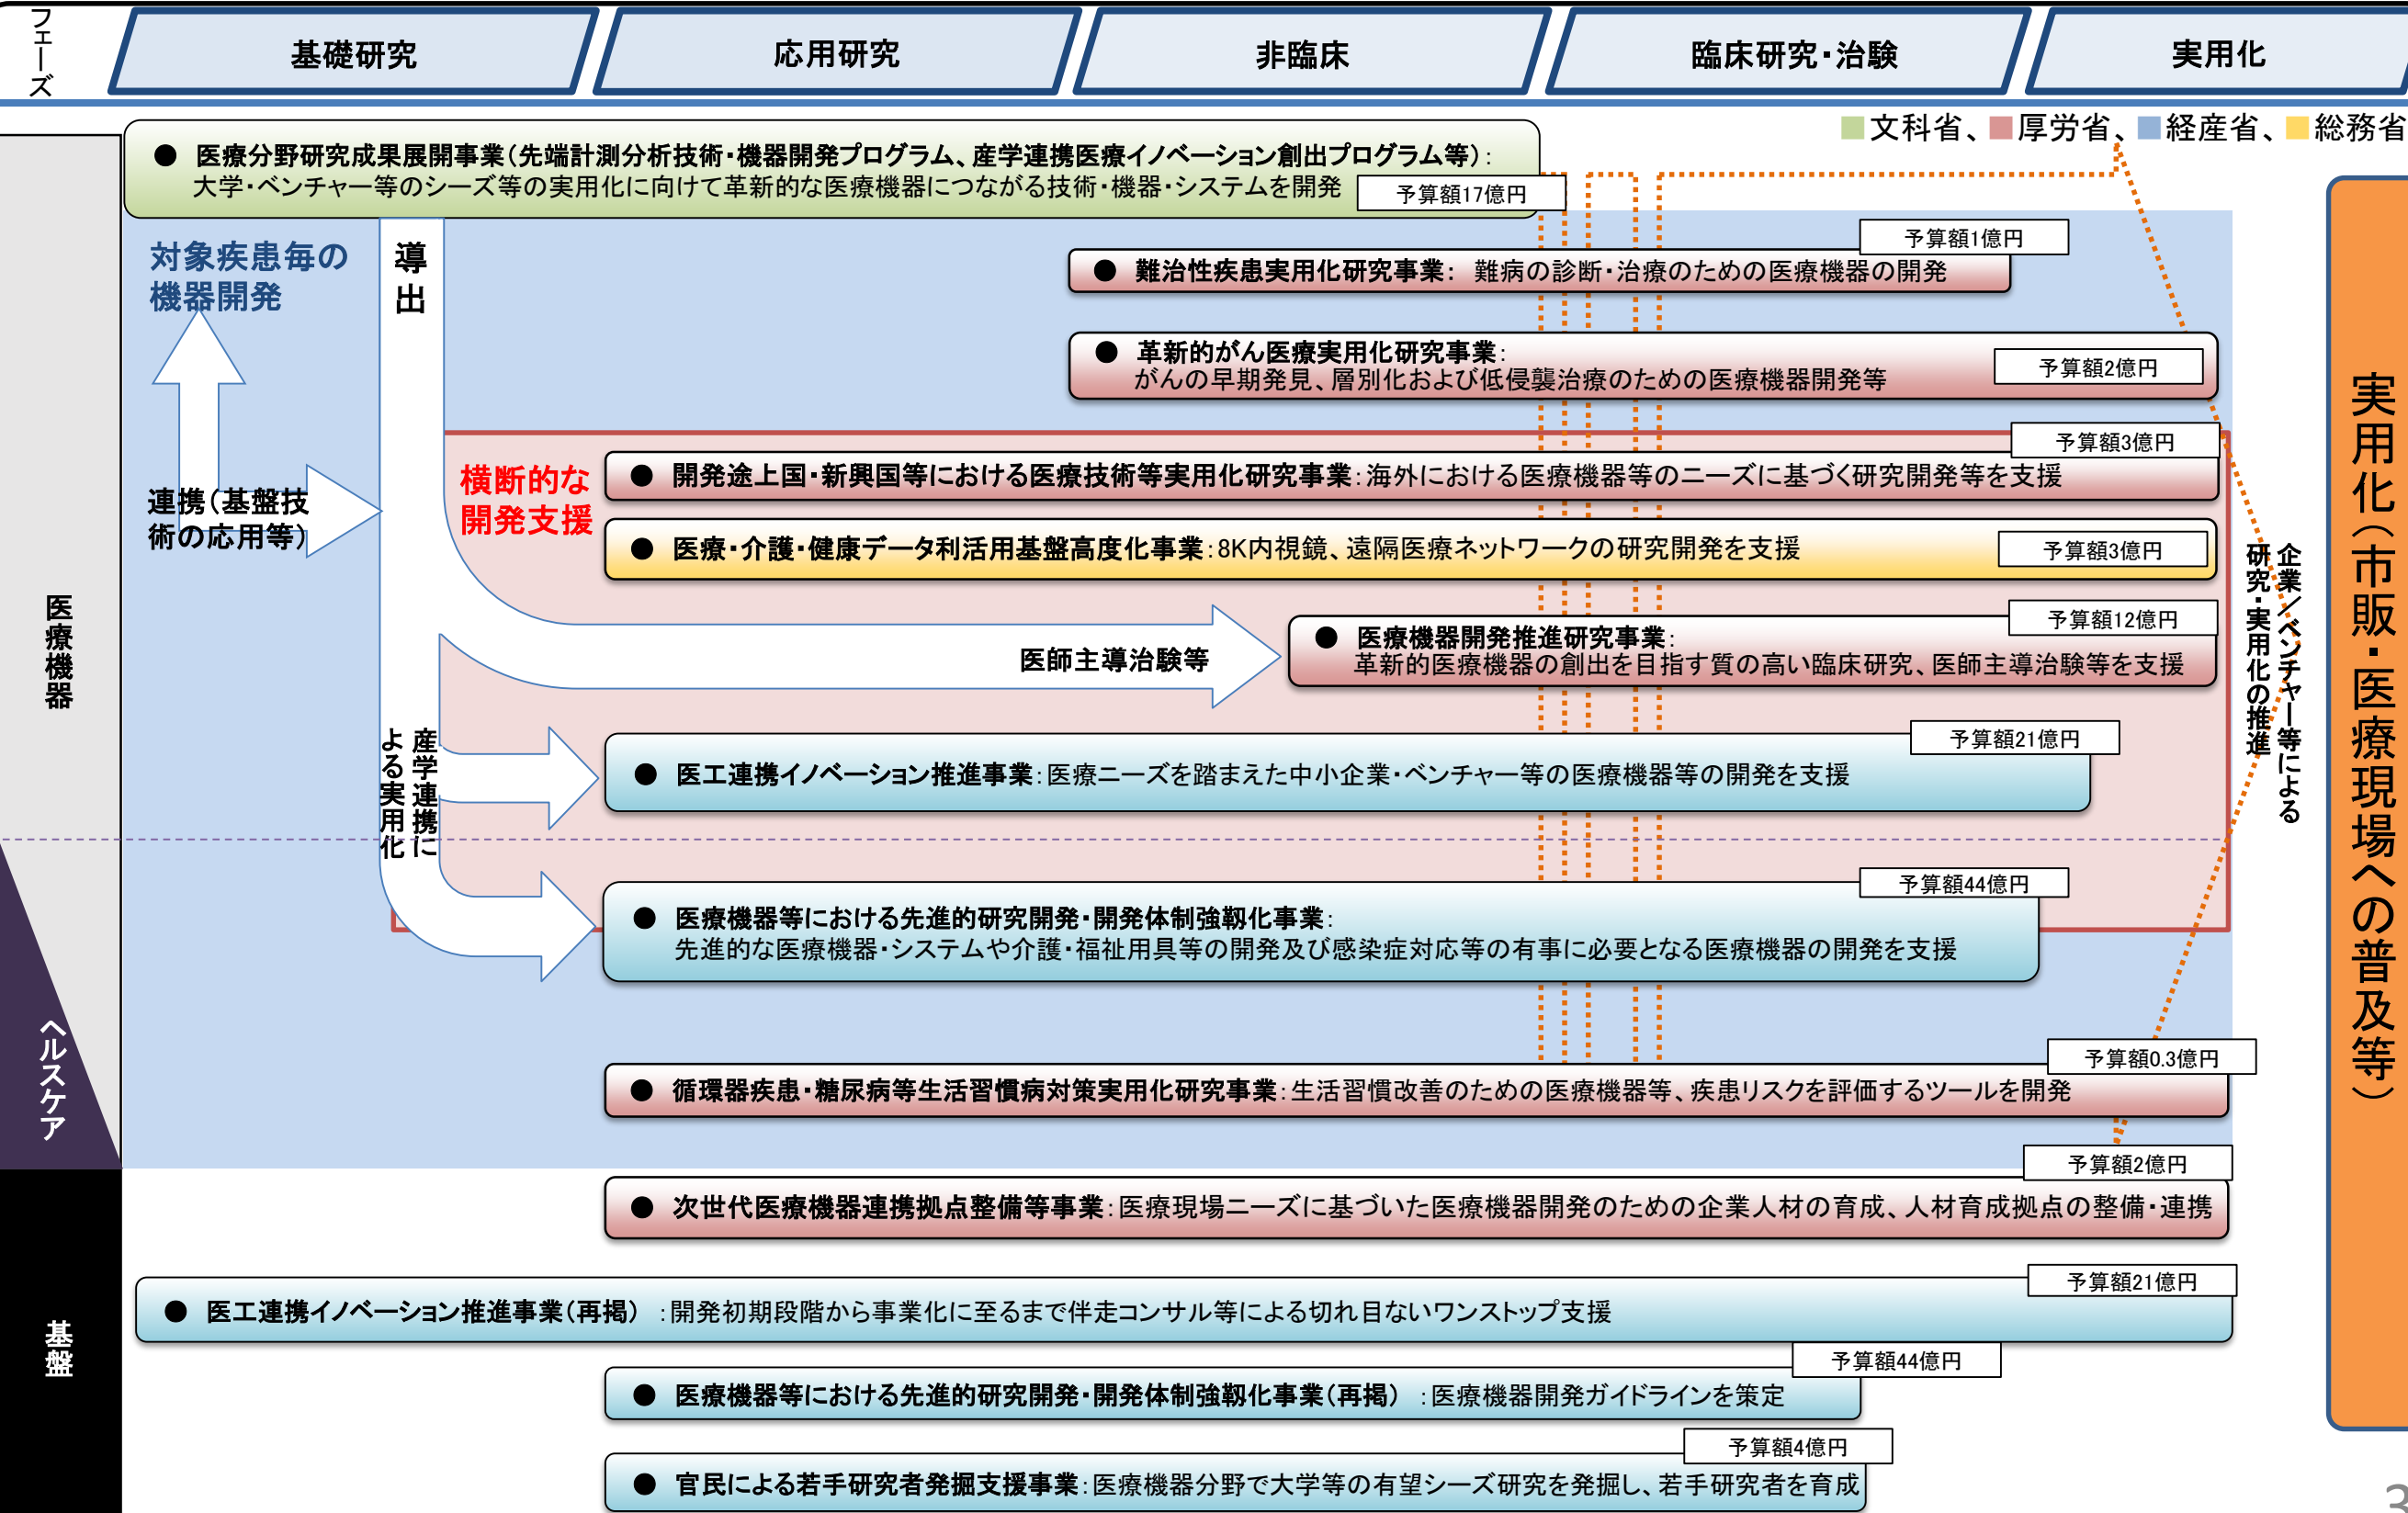 フェーズ
基礎研究
応用研究
非臨床
臨床研究・治験
実用化
文科省、厚労省、経産省、総務省
● 医療分野研究成果展開事業（先端計測分析技術・機器開発プログラム、産学連携医療イノベーション創出プログラム等）：
大学・ベンチャー等のシーズ等の実用化に向けて革新的な医療機器につながる技術・機器・システムを開発
予算額17億円
対象疾患毎の
機器開発
導出
予算額1億円
● 難治性疾患実用化研究事業： 難病の診断・治療のための医療機器の開発
● 革新的がん医療実用化研究事業：
がんの早期発見、層別化および低侵襲治療のための医療機器開発等
予算額2億円
連携（基盤技
術の応用等）
横断的な
開発支援
予算額3億円
● 開発途上国・新興国等における医療技術等実用化研究事業：海外における医療機器等のニーズに基づく研究開発等を支援
● 医療・介護・健康データ利活用基盤高度化事業：8K内視鏡、遠隔医療ネットワークの研究開発を支援
予算額3億円
医療機器
医師主導治験等
予算額12億円
● 医療機器開発推進研究事業：
革新的医療機器の創出を目指す質の高い臨床研究、医師主導治験等を支援
企業／ベンチャー等による
研究・実用化の推進
実用化（市販・医療現場への普及等）
産学連携に
よる実用化
予算額21億円
● 医工連携イノベーション推進事業：医療ニーズを踏まえた中小企業・ベンチャー等の医療機器等の開発を支援
予算額44億円
● 医療機器等における先進的研究開発・開発体制強靱化事業：
先進的な医療機器・システムや介護・福祉用具等の開発及び感染症対応等の有事に必要となる医療機器の開発を支援
ヘルスケア
予算額0.3億円
● 循環器疾患・糖尿病等生活習慣病対策実用化研究事業：生活習慣改善のための医療機器等、疾患リスクを評価するツールを開発
予算額2億円
● 次世代医療機器連携拠点整備等事業：医療現場ニーズに基づいた医療機器開発のための企業人材の育成、人材育成拠点の整備・連携
基盤
予算額21億円
● 医工連携イノベーション推進事業（再掲） ：開発初期段階から事業化に至るまで伴走コンサル等による切れ目ないワンストップ支援
予算額44億円
● 医療機器等における先進的研究開発・開発体制強靱化事業（再掲） ：医療機器開発ガイドラインを策定
予算額4億円
● 官民による若手研究者発掘支援事業：医療機器分野で大学等の有望シーズ研究を発掘し、若手研究者を育成
3